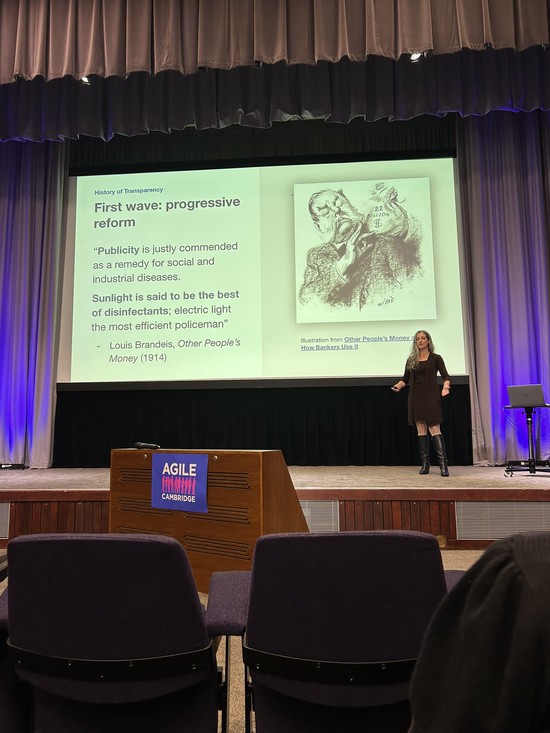 History of Transparency
First wave: progressive
reform
“Publicity is justly commended
as a remedy for social and
industrial diseases.
Sunlight is said to be the best
of disinfectants; electric light
the most efficient policeman”
- Louis Brandeis, Other People’s
Money (1914)
22
BILLION
$
Illustration from Other People’s Money
How Bankers Use it
AGILE
CAMBRIDGE